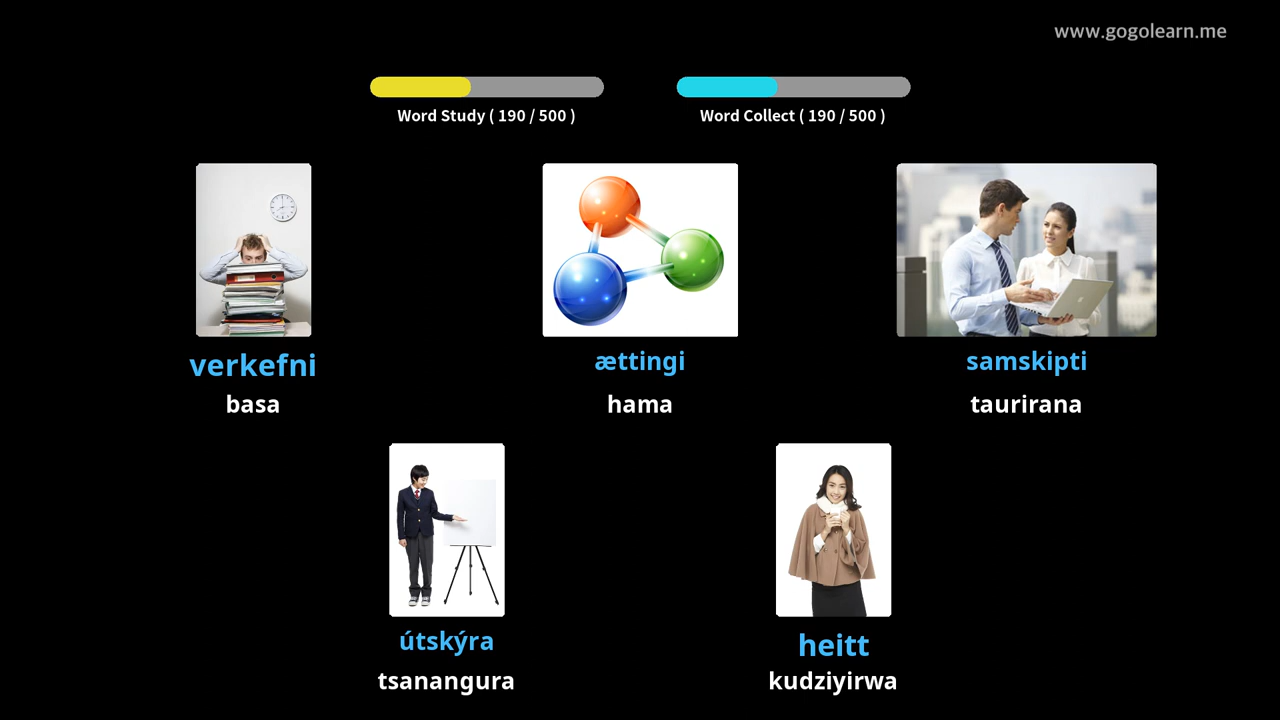 www.gogolearn.me
Word Study ( 190 / 500 )
Word Collect ( 190 / 500 )
verkefni
basa
ættingi
hama
samskipti
taurirana
útskýra
tsanangura
heitt
kudziyirwa